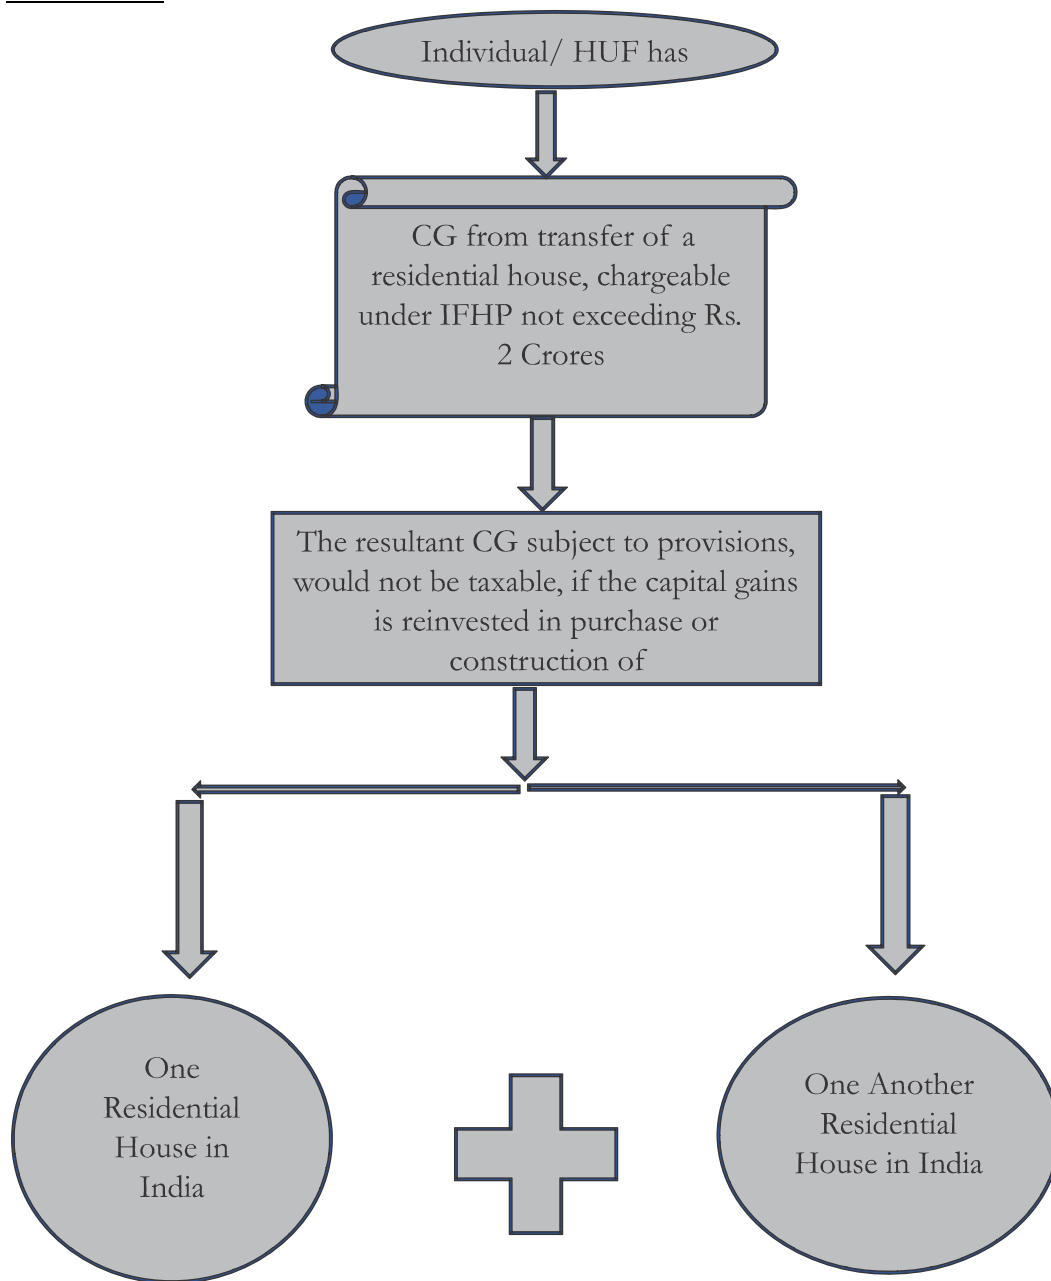 Individual/ HUF has
CG from transfer of a
residential house, chargeable
under IFHP not exceeding Rs.
2 Crores
The resultant CG subject to provisions,
would not be taxable, if the capital gains
is reinvested in purchase or
construction of
One
Residential
House in
India
One Another
Residential
House in India